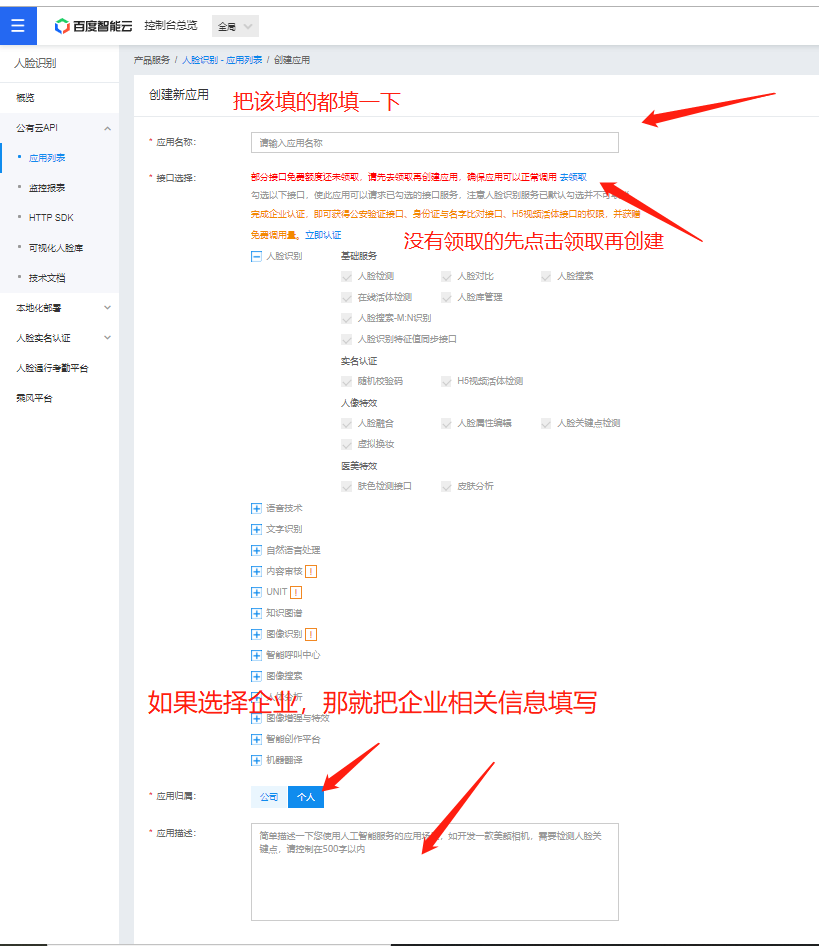 百度智能云 控制台总览 全局
人脸识别
概览
公有云API
应用列表
监控报表
HTTP SDK
可视化人脸库
技术文档
本地化部署
人脸实名认证
人脸通行考勤平台
乘风平台
产品服务 / 人脸识别 - 应用列表 / 创建应用
创建新应用
把该填的都填一下
* 应用名称: 请输入应用名称
* 接口选择: 部分接口免费额度还未领取，请先去领取再创建应用，确保应用可以正常调用 去领取
勾选以下接口，使此应用可以请求已勾选的接口服务，注意人脸识别服务已默认勾选并不可
完成企业认证，即可获得公安验证接口、身份证与名字比对接口、H5视频活体接口的权限，并获赠
免费调用量。立即认证
没有领取的先点击领取再创建
人脸识别 基础服务
人脸检测 人脸对比 人脸搜索
在线活体检测 人脸库管理
人脸搜索-M:N识别
人脸识别特征值同步接口
实名认证
随机校验码 H5视频活体检测
人像特效
人脸融合 人脸属性编辑 人脸关键点检测
虚拟换妆
医美特效
肤色检测接口 皮肤分析
语音技术
文字识别
自然语言处理
内容审核 !
UNIT !
知识图谱
图像识别 !
智能呼叫中心
图像搜索
人体分析
如果选择企业，那就把企业相关信息填写
图像增强与特效
智能创作平台
机器翻译
* 应用归属: 公司 个人
* 应用描述: 简单描述一下您使用人工智能服务的应用场 ，如开发一款美颜相机，需要检测人脸关
键点，请控制在500字以内